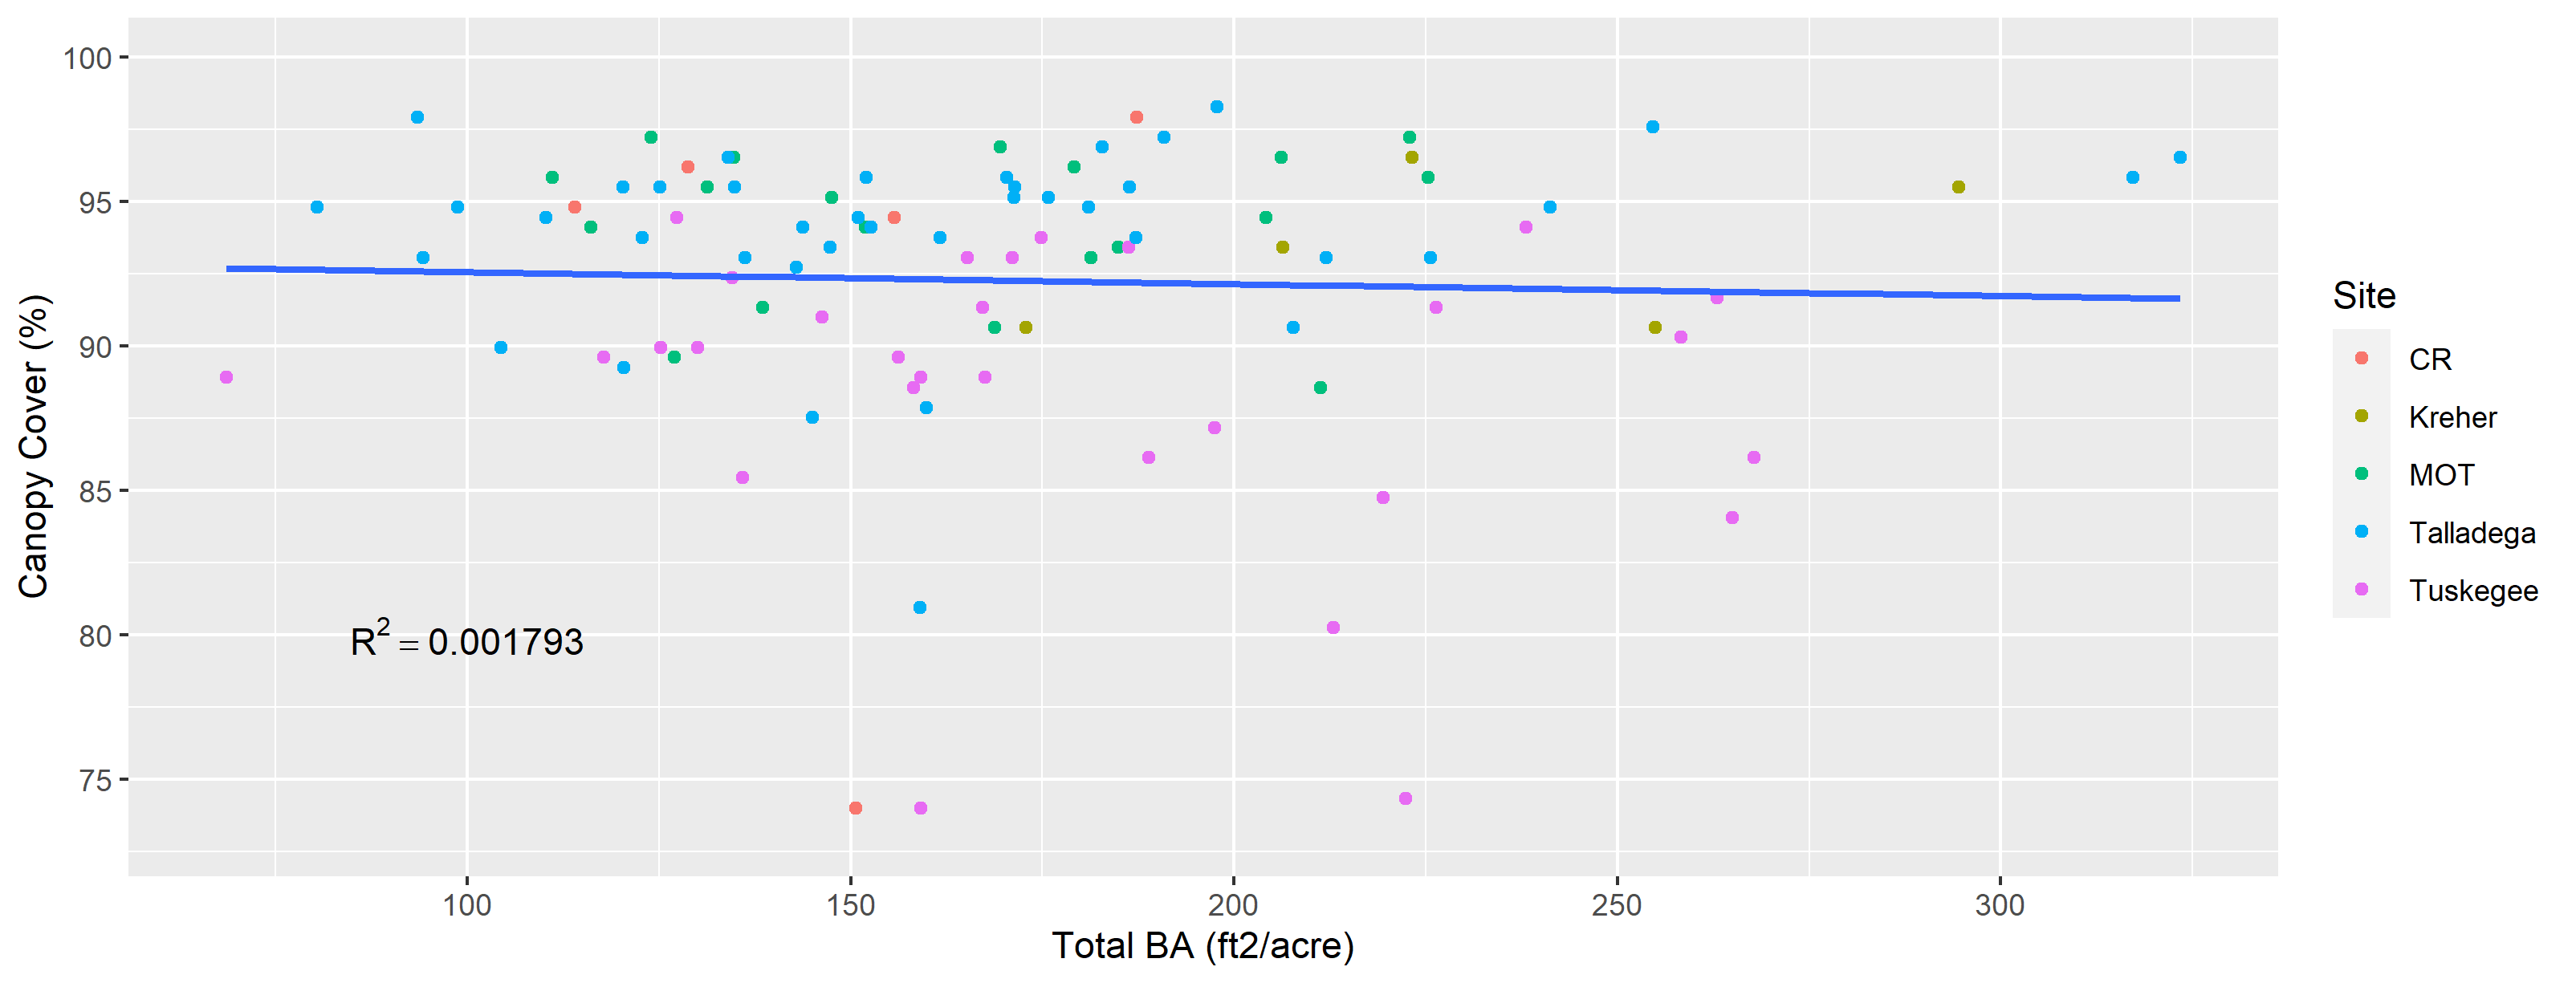 100
95
90
85
80
75
Canopy Cover (%)
R² = 0.001793
100 150 200 250 300
Total BA (ft2/acre)
Site
CR
Kreher
MOT
Talladega
Tuskegee